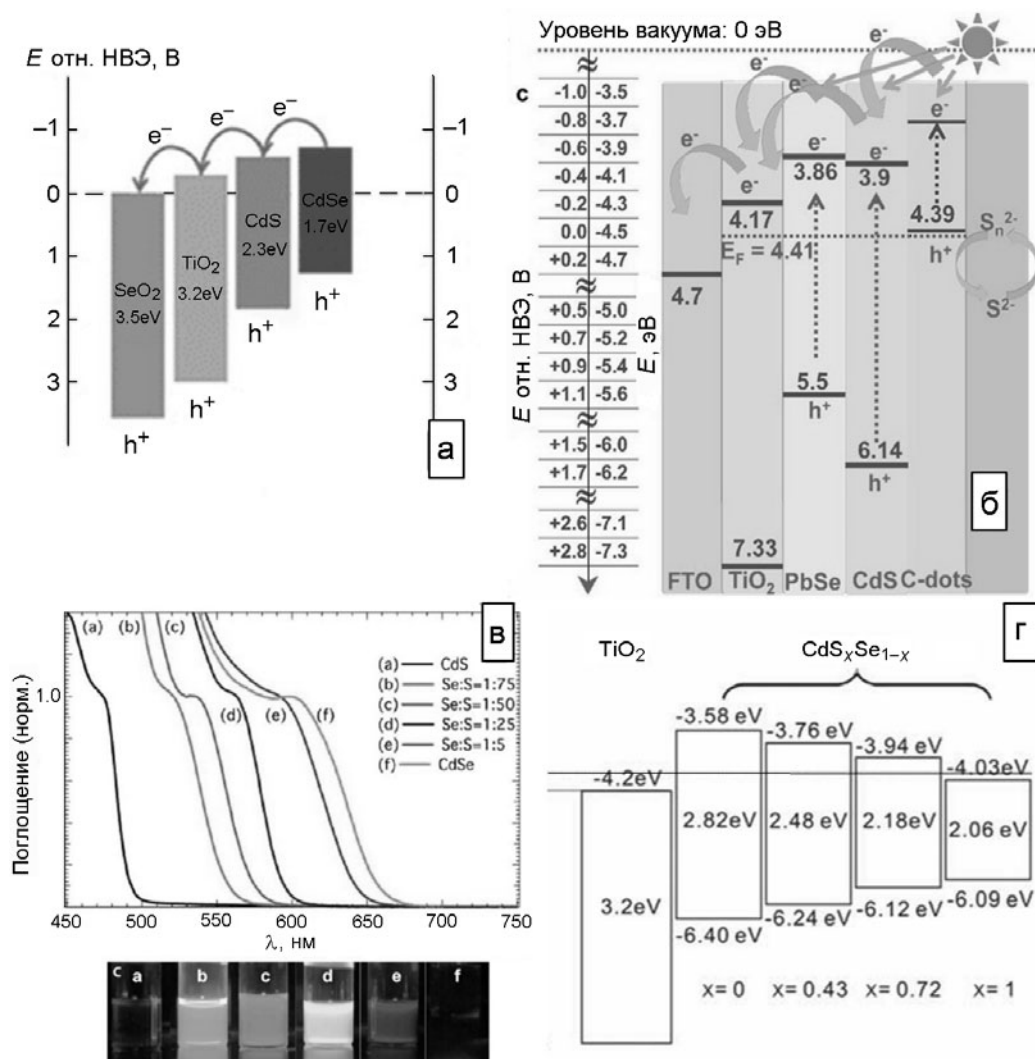 E отн. НВЭ, В
–1
0
1
2
3
–1
0
1
2
3
e–
e–
e–
SeO2
3.5eV
TiO2
3.2eV
CdS
2.3eV
CdSe
1.7eV
h+
h+
h+
h+
а
Уровень вакуума: 0 эВ
c
-1.0 -3.5
-0.8 -3.7
-0.6 -3.9
-0.4 -4.1
-0.2 -4.3
0.0 -4.5
+0.2 -4.7
+0.5 -5.0
+0.7 -5.2
+0.9 -5.4
+1.1 -5.6
+1.5 -6.0
+1.7 -6.2
+2.6 -7.1
+2.8 -7.3
E отн. НВЭ, В
E, эВ
e-
e-
e-
e-
e-
e-
e-
e-
3.86
3.9
4.17
4.39
EF = 4.41
4.7
5.5
h+
6.14
h+
h+
7.33
Sn2-
S2-
FTO TiO2 PbSe CdS C-dots
б
(a) (b) (c)
(d) (e) (f)
(a) CdS
(b) Se:S=1:75
(c) Se:S=1:50
(d) Se:S=1:25
(e) Se:S=1:5
(f) CdSe
в
Поглощение (норм.)
1.0
450 500 550 600 650 700 750
λ, нм
C a b c d e f
г
TiO2 CdSxSe1–x
-3.58 eV -3.76 eV -3.94 eV -4.03eV
-4.2eV
2.82eV 2.48 eV 2.18 eV 2.06 eV
3.2eV
-6.40 eV -6.24 eV -6.12 eV -6.09 eV
x= 0 x= 0.43 x= 0.72 x= 1